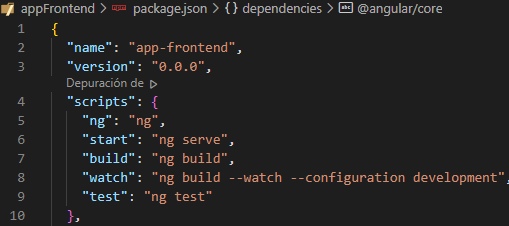 appFrontend > package.json > {} dependencies > abc @angular/core
1 {
2 "name": "app-frontend",
3 "version": "0.0.0",
Depuración de ▷
4 "scripts": {
5 "ng": "ng",
6 "start": "ng serve",
7 "build": "ng build",
8 "watch": "ng build --watch --configuration development",
9 "test": "ng test"
10 },